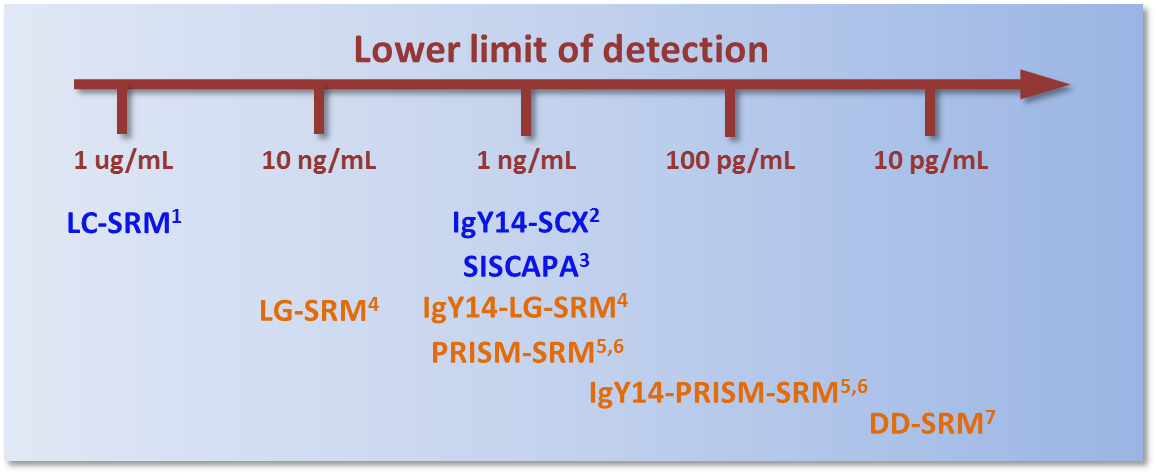 Lower limit of detection
1 ug/mL 10 ng/mL 1 ng/mL 100 pg/mL 10 pg/mL
LC-SRM¹ IgY14-SCX²
SISCAPA³
LG-SRM⁴ IgY14-LG-SRM⁴
PRISM-SRM⁵,⁶
IgY14-PRISM-SRM⁵,⁶
DD-SRM⁷